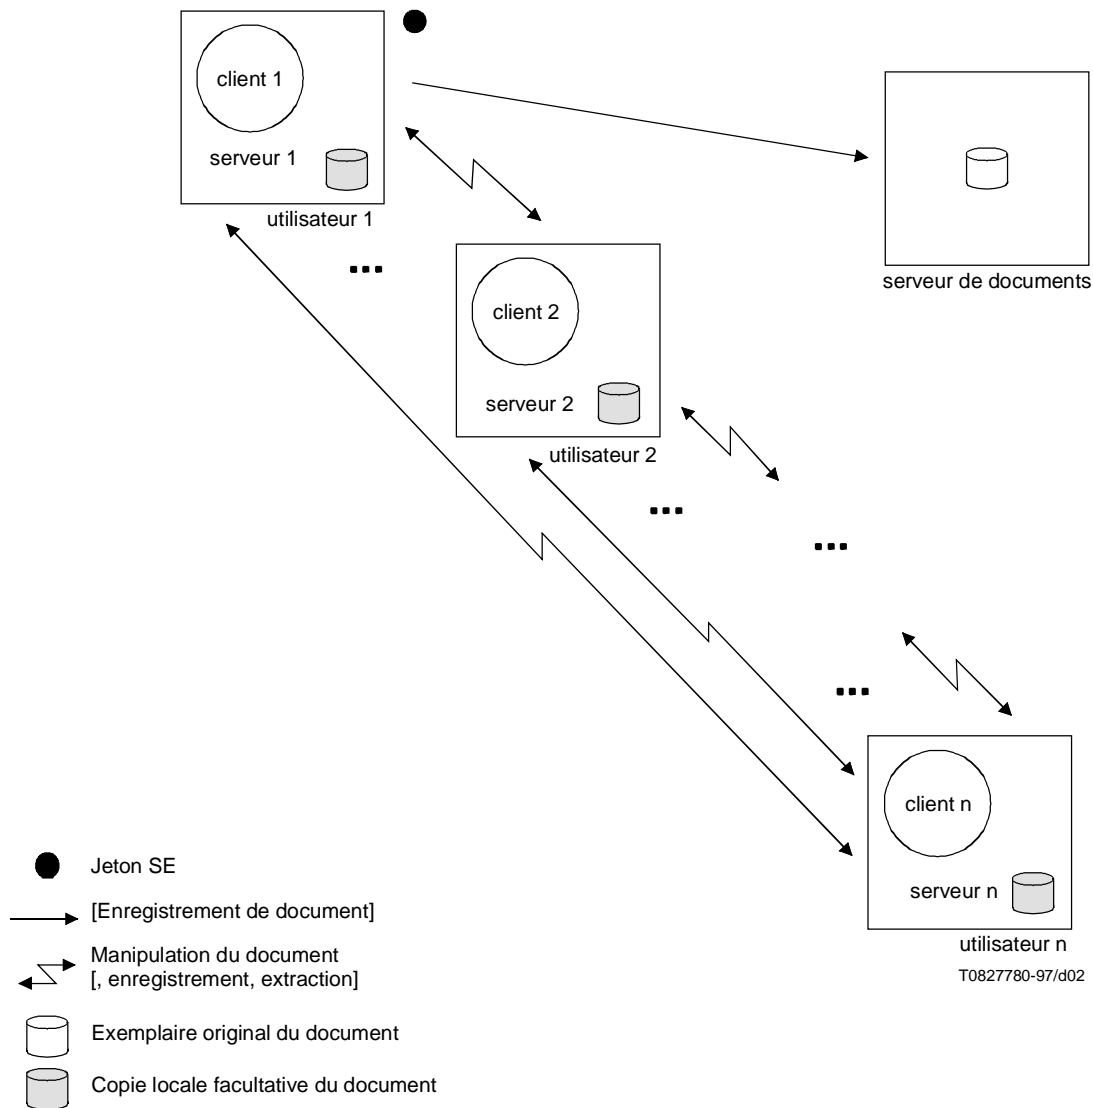 client 1
serveur 1
utilisateur 1
...
serveur de documents
client 2
serveur 2
utilisateur 2
...
...
...
client n
serveur n
utilisateur n
T0827780-97/d02
Jeton SE
[Enregistrement de document]
Manipulation du document
[, enregistrement, extraction]
Exemplaire original du document
Copie locale facultative du document